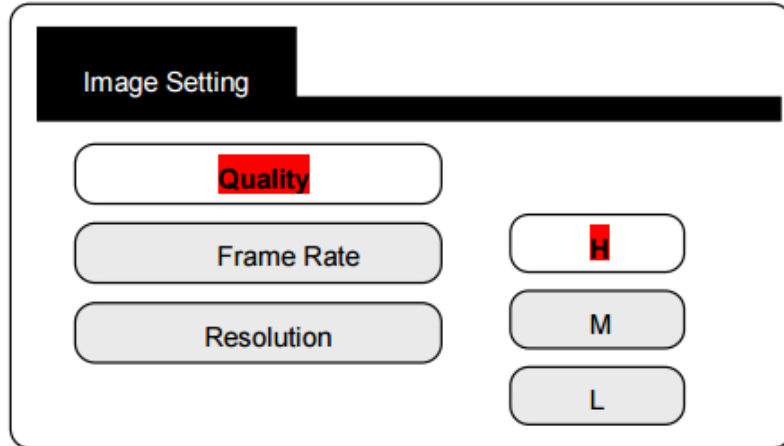 Image Setting
Quality
Frame Rate
Resolution
H
M
L